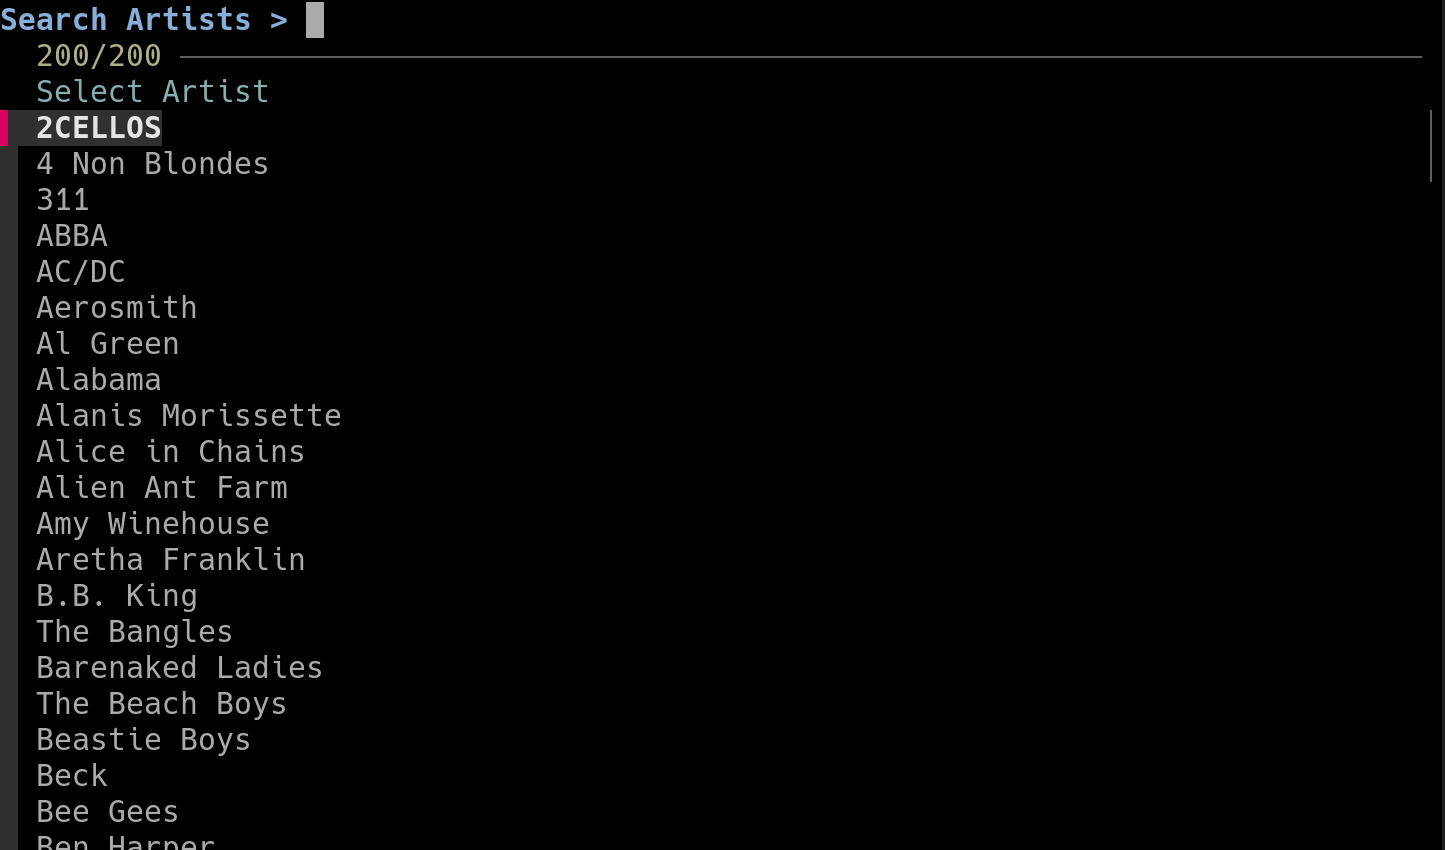 Search Artists >
200/200
Select Artist
2CELLOS
4 Non Blondes
311
ABBA
AC/DC
Aerosmith
Al Green
Alabama
Alanis Morissette
Alice in Chains
Alien Ant Farm
Amy Winehouse
Aretha Franklin
B.B. King
The Bangles
Barenaked Ladies
The Beach Boys
Beastie Boys
Beck
Bee Gees
Ben Harper